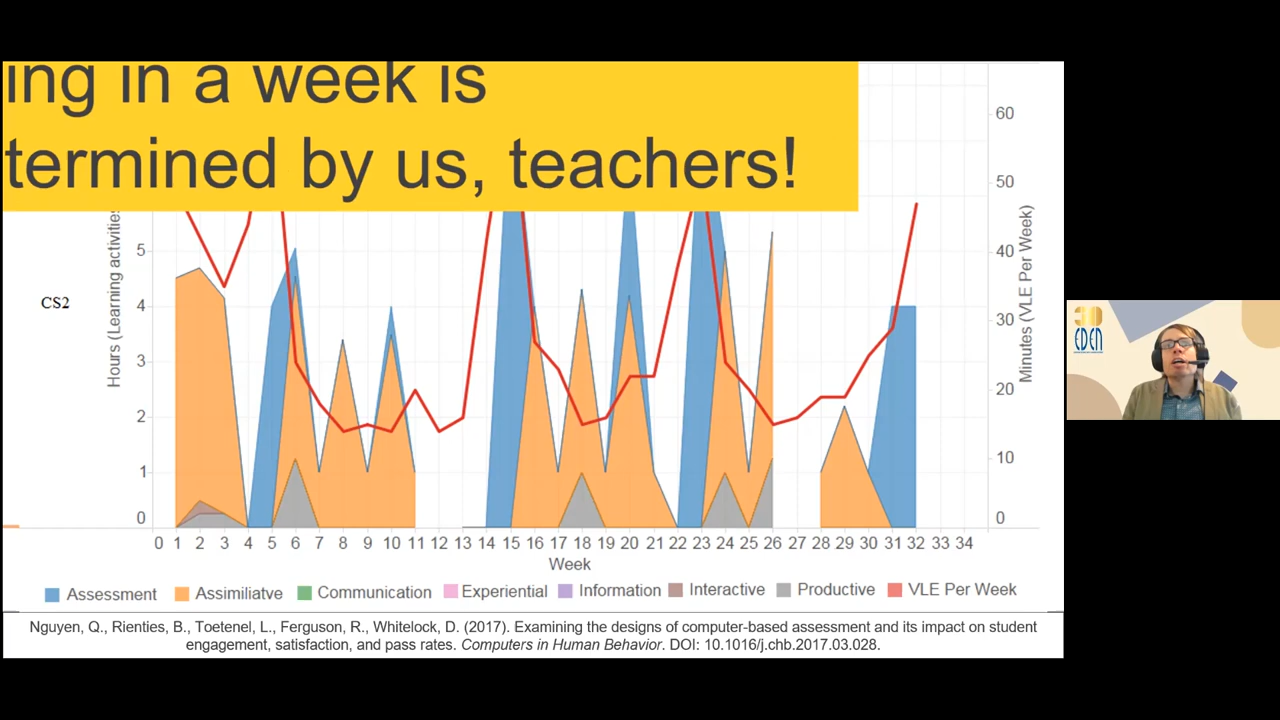 ing in a week is
termined by us, teachers!
60
50
40
30
20
10
0
Minutes (VLE Per Week)
Hours (Learning activities
5
4
3
2
1
0
CS2
0 1 2 3 4 5 6 7 8 9 10 11 12 13 14 15 16 17 18 19 20 21 22 23 24 25 26 27 28 29 30 31 32 33 34
Week
Assessment Assimiliatve Communication Experiential Information Interactive Productive VLE Per Week
Nguyen, Q., Rienties, B., Toetenel, L., Ferguson, R., Whitelock, D. (2017). Examining the designs of computer-based assessment and its impact on student
engagement, satisfaction, and pass rates. Computers in Human Behavior. DOI: 10.1016/j.chb.2017.03.028.
EDEN